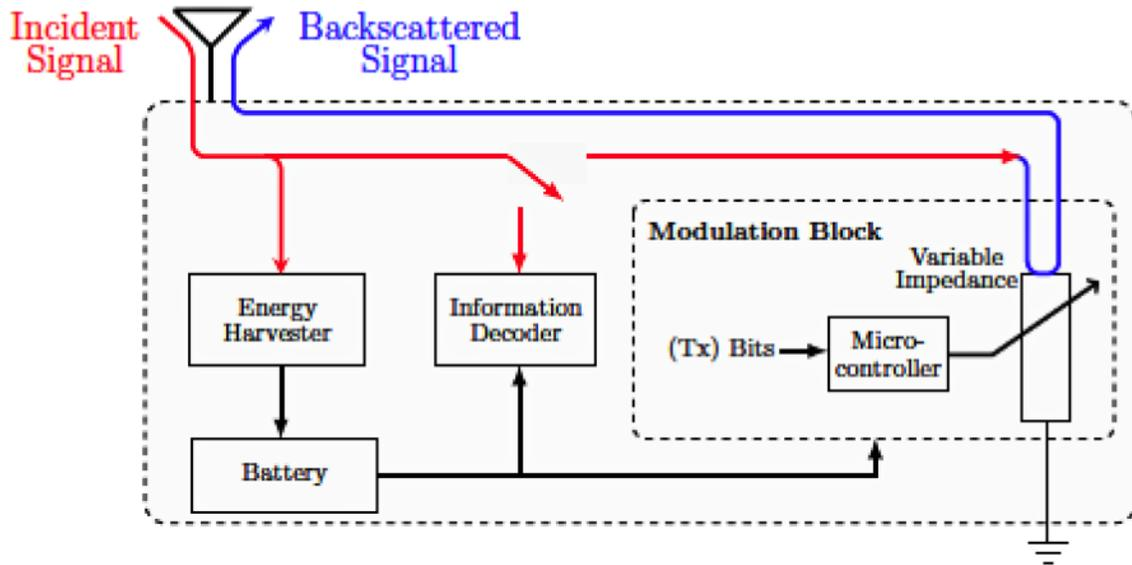 Incident
Signal
Backscattered
Signal
Modulation Block
Variable
Impedance
Energy
Harvester
Information
Decoder
(Tx) Bits
Micro-
controller
Battery